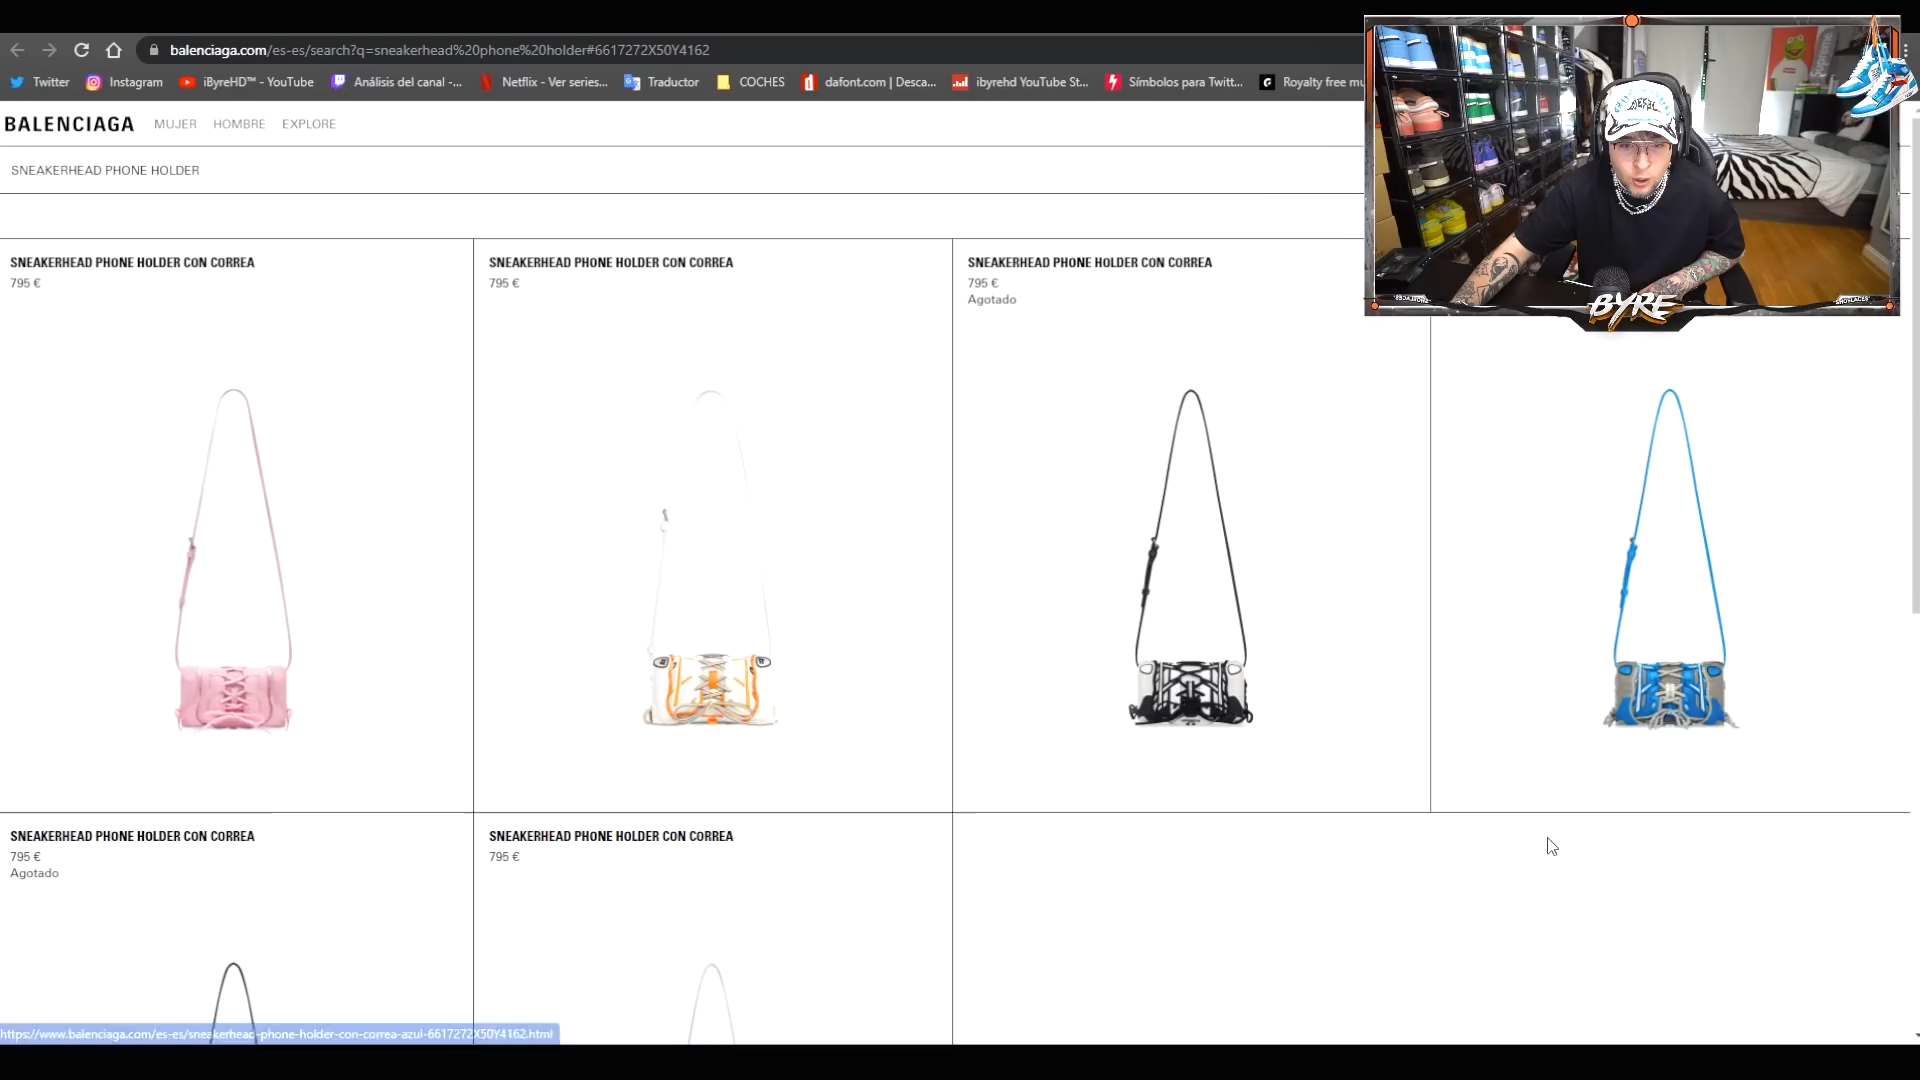 balenciaga.com/es-es/search?q=sneakerhead%20phone%20holder#6617272X50Y4162
Twitter
Instagram
iByreHD™ - YouTube
Análisis del canal -...
Netflix - Ver series...
Traductor
COCHES
dafont.com | Desca...
ibyrehd YouTube St...
Símbolos para Twitt...
Royalty free mu
BALENCIAGA
MUJER
HOMBRE
EXPLORE
SNEAKERHEAD PHONE HOLDER
SNEAKERHEAD PHONE HOLDER CON CORREA
795 €
SNEAKERHEAD PHONE HOLDER CON CORREA
795 €
SNEAKERHEAD PHONE HOLDER CON CORREA
795 €
Agotado
BYRE
"SHOELACES"
SNEAKERHEAD PHONE HOLDER CON CORREA
795 €
Agotado
SNEAKERHEAD PHONE HOLDER CON CORREA
795 €
https://www.balenciaga.com/es-es/sneakerhead-phone-holder-con-correa-azul-6617272X50Y4162.html